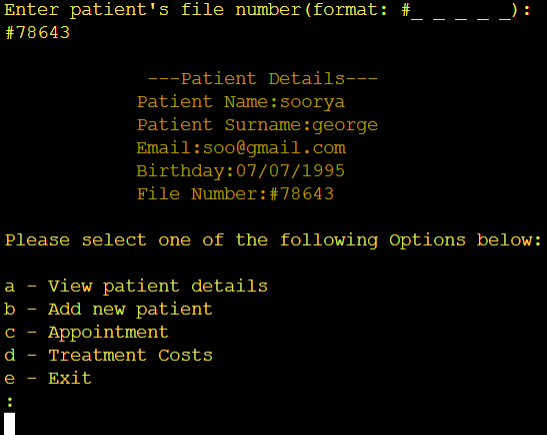 Enter patient's file number(format: #_ _ _ _ _):
#78643
---Patient Details---
Patient Name:soorya
Patient Surname:george
Email:soo@gmail.com
Birthday:07/07/1995
File Number:#78643
Please select one of the following Options below:
a - View patient details
b - Add new patient
c - Appointment
d - Treatment Costs
e - Exit
: